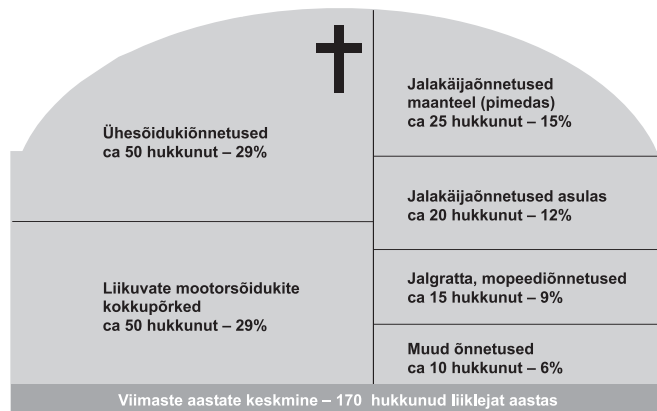 Ühesõidukiõnnetused
ca 50 hukkunut – 29%
Liikuvate mootorsõidukite
kokkupõrked
ca 50 hukkunut – 29%
Jalakäijaõnnetused
maanteel (pimedas)
ca 25 hukkunut – 15%
Jalakäijaõnnetused asulas
ca 20 hukkunut – 12%
Jalgratta, mopeediõnnetused
ca 15 hukkunut – 9%
Muud õnnetused
ca 10 hukkunut – 6%
Viimaste aastate keskmine – 170 hukkunud liiklejat aastas